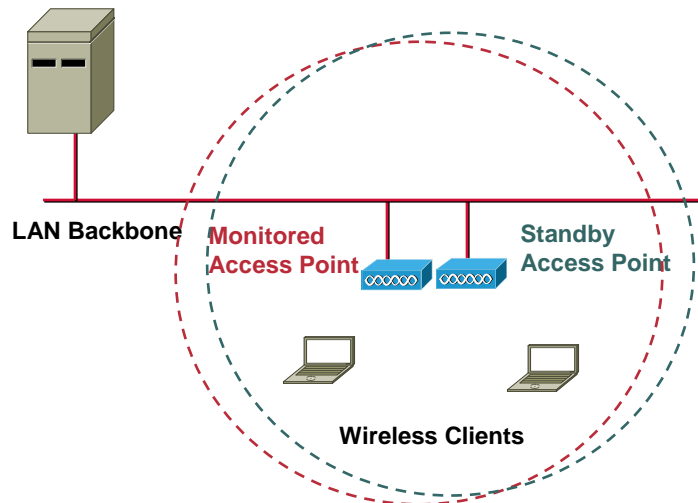 LAN Backbone
Monitored
Access Point
Standby
Access Point
Wireless Clients